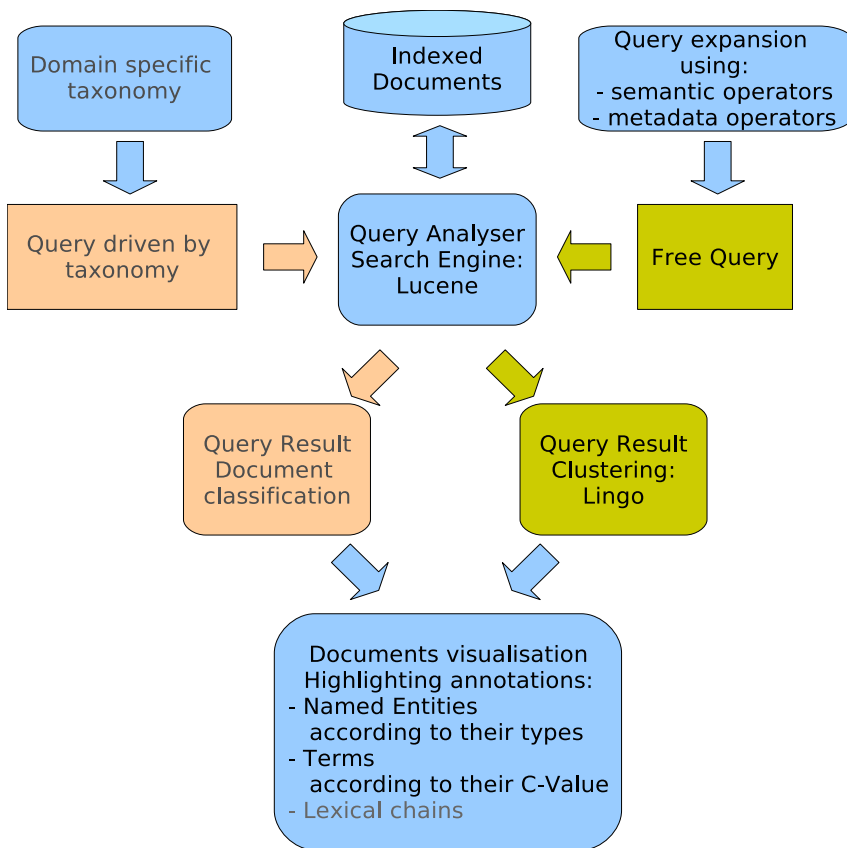 Domain specific
taxonomy
Indexed
Documents
Query expansion
using:
- semantic operators
- metadata operators
Query driven by
taxonomy
Query Analyser
Search Engine:
Lucene
Free Query
Query Result
Document
classification
Query Result
Clustering:
Lingo
Documents visualisation
Highlighting annotations:
- Named Entities
according to their types
- Terms
according to their C-Value
- Lexical chains